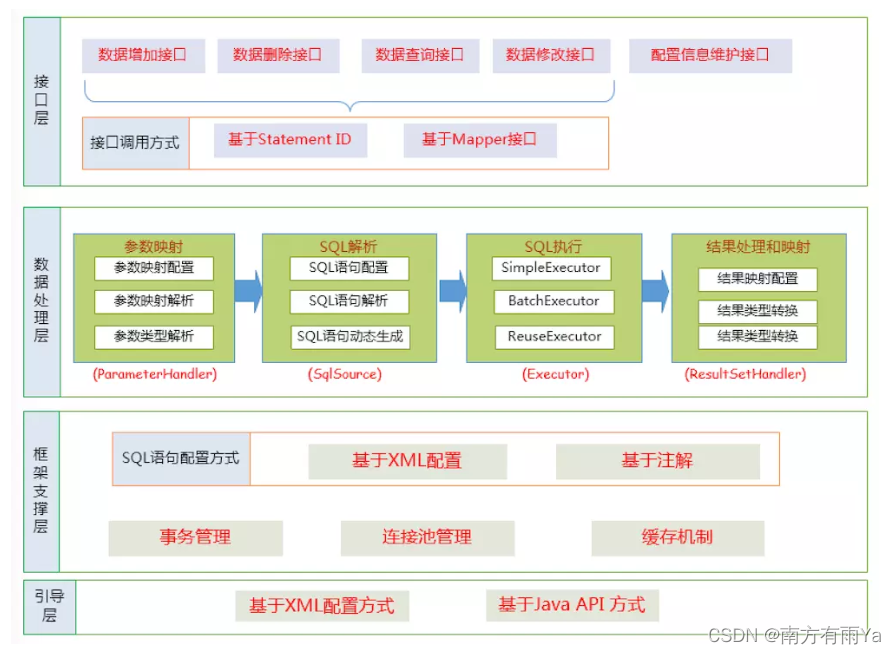 接口层
数据增加接口
数据删除接口
数据查询接口
数据修改接口
配置信息维护接口
接口调用方式
基于Statement ID
基于Mapper接口
数据处理层
参数映射
参数映射配置
参数映射解析
参数类型解析
(ParameterHandler)
SQL解析
SQL语句配置
SQL语句解析
SQL语句动态生成
(SqlSource)
SQL执行
SimpleExecutor
BatchExecutor
ReuseExecutor
(Executor)
结果处理和映射
结果映射配置
结果类型转换
结果类型转换
(ResultSetHandler)
框架支撑层
SQL语句配置方式
基于XML配置
基于注解
事务管理
连接池管理
缓存机制
引导层
基于XML配置方式
基于Java API 方式
CSDN @南方有雨Ya